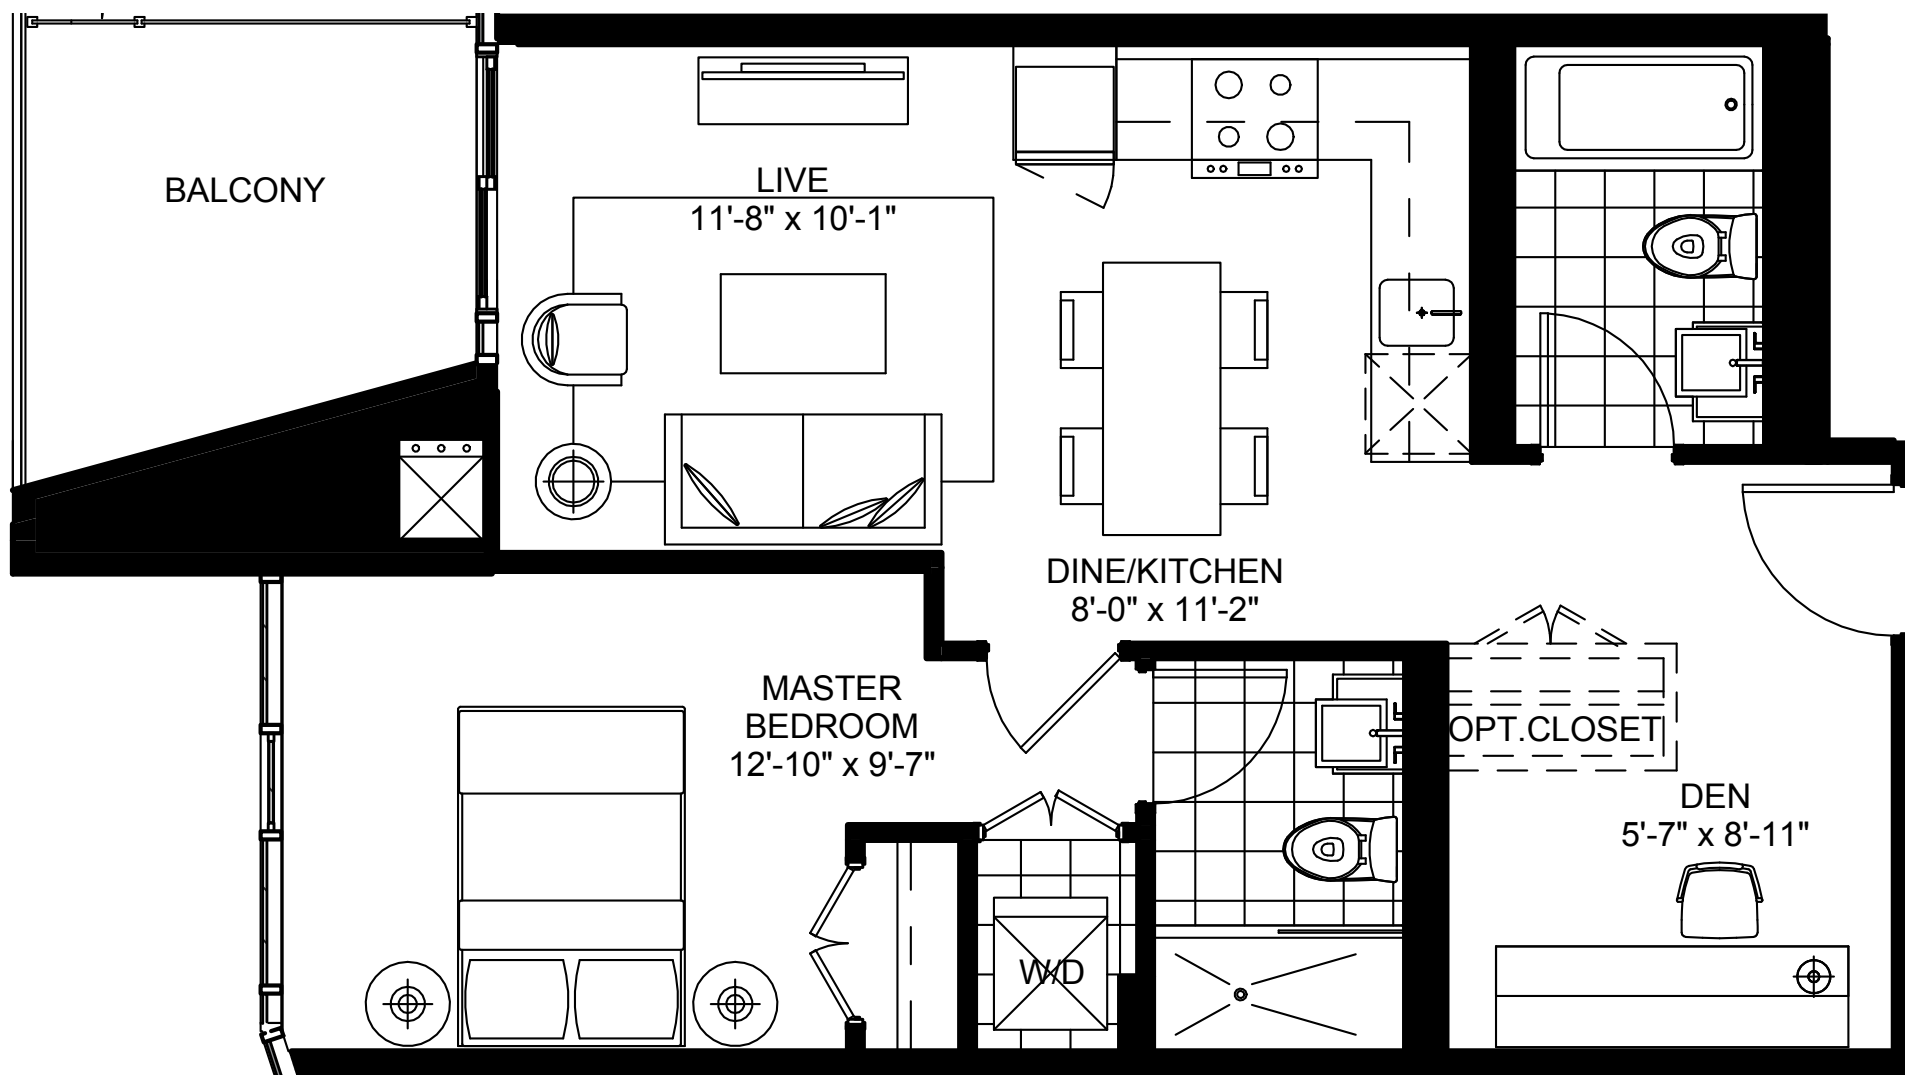 BALCONY
LIVE
11'-8" x 10'-1"
DINE/KITCHEN
8'-0" x 11'-2"
MASTER
BEDROOM
12'-10" x 9'-7"
OPT.CLOSET
DEN
5'-7" x 8'-11"
W/D